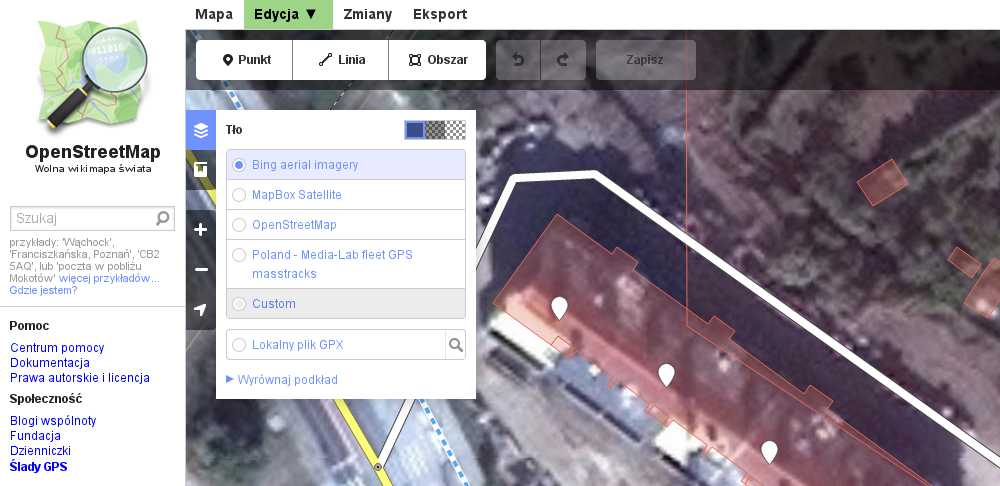 Mapa
Edycja ▼
Zmiany
Eksport
Punkt
Linia
Obszar
Zapisz
OpenStreetMap
Wolna wikimapa świata
Szukaj
przykłady: 'Wąchock',
'Franciszkańska, Poznań', 'CB2
5AQ', lub 'poczta w pobliżu
Mokotów' więcej przykładów...
Gdzie jestem?
Pomoc
Centrum pomocy
Dokumentacja
Prawa autorskie i licencja
Społeczność
Blogi wspólnoty
Fundacja
Dzienniczki
Ślady GPS
Tło
Bing aerial imagery
MapBox Satellite
OpenStreetMap
Poland - Media-Lab fleet GPS
masstracks
Custom
Lokalny plik GPX
Wyrównaj podkład